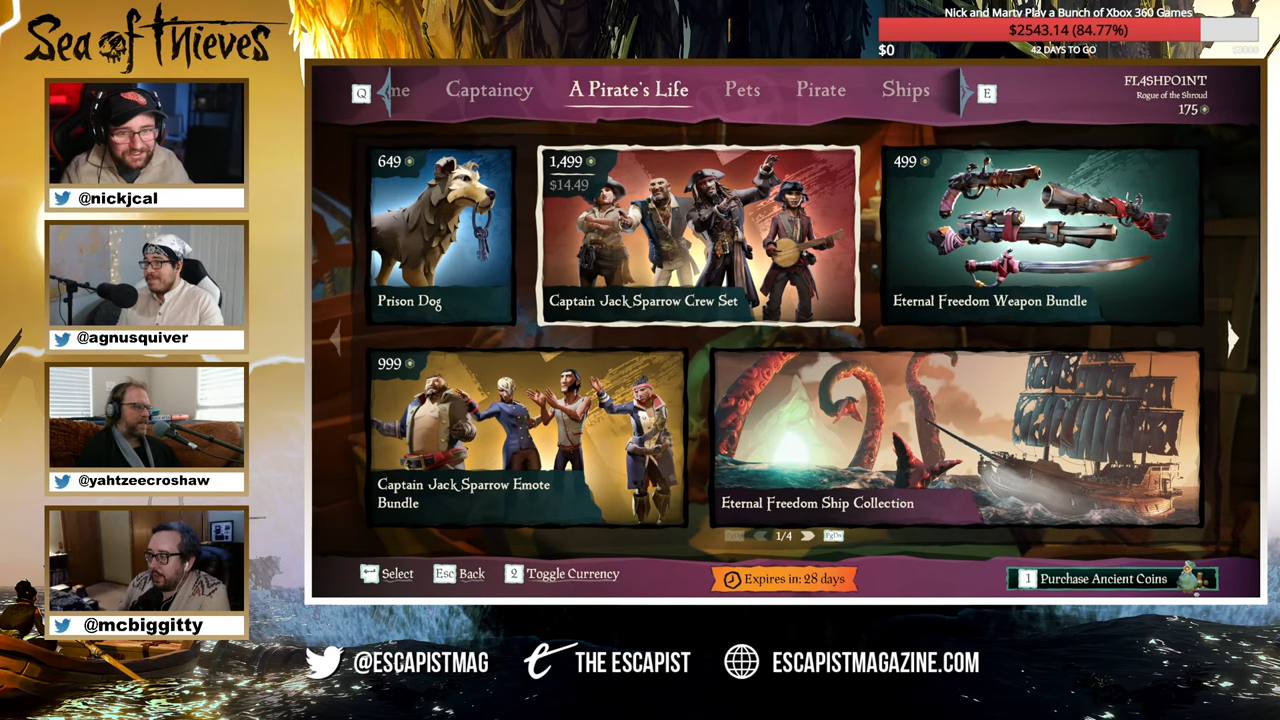 Sea of Thieves
@nickjcal
@agnusquiver
@yahtzeecroshaw
@mcbiggitty
Nick and Marty Play a Bunch of Xbox 360 Games
$2543.14 (84.77%)
$0
42 DAYS TO GO
Q
me
Captaincy
A Pirate's Life
Pets
Pirate
Ships
E
FL4SHPO1NT
Rogue of the Shroud
175
649
Prison Dog
1,499
$14.49
Captain Jack Sparrow Crew Set
499
Eternal Freedom Weapon Bundle
999
Captain Jack Sparrow Emote
Bundle
Eternal Freedom Ship Collection
1/4
PgDn
Select
Esc Back
2 Toggle Currency
Expires in: 28 days
1 Purchase Ancient Coins
@ESCAPISTMAG
THE ESCAPIST
ESCAPISTMAGAZINE.COM